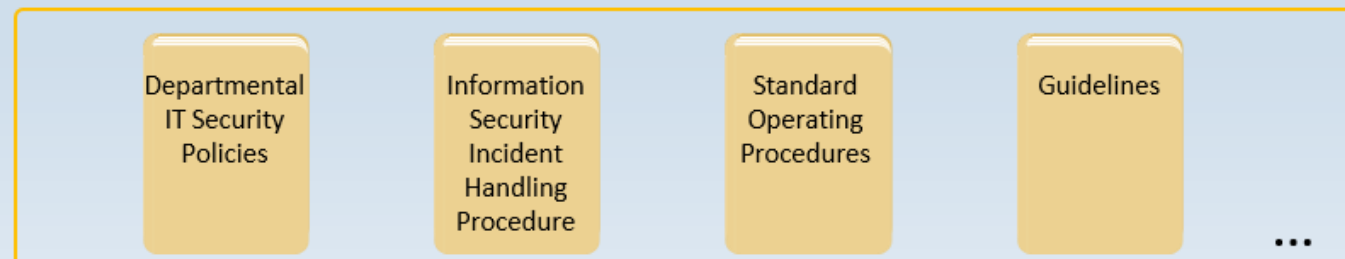 Departmental
IT Security
Policies
Information
Security
Incident
Handling
Procedure
Standard
Operating
Procedures
Guidelines
...